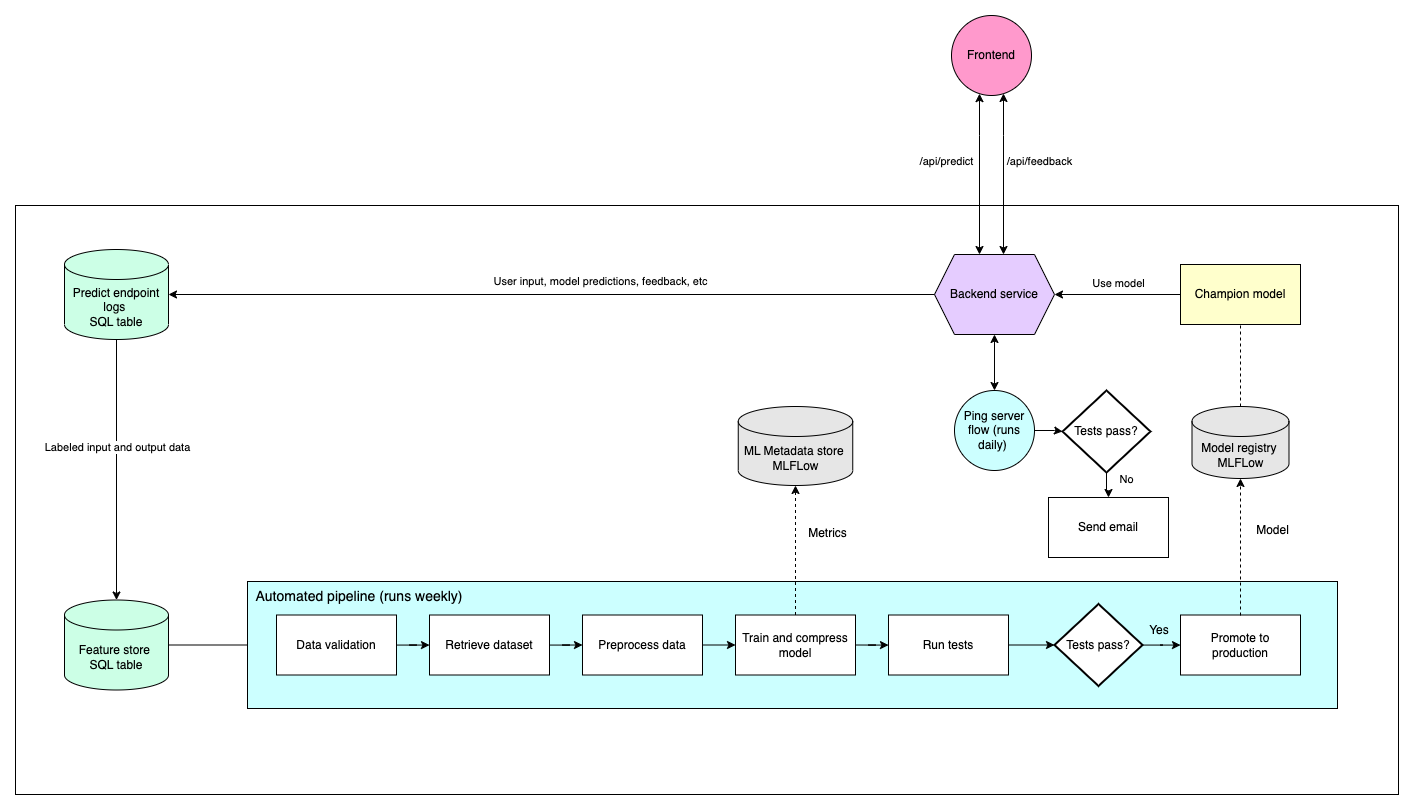 Frontend
/api/predict
/api/feedback
Predict endpoint
logs
SQL table
User input, model predictions, feedback, etc
Backend service
Use model
Champion model
Ping server
flow (runs
daily)
Tests pass?
No
Send email
ML Metadata store
MLFLow
Model registry
MLFLow
Labeled input and output data
Metrics
Model
Feature store
SQL table
Automated pipeline (runs weekly)
Data validation
Retrieve dataset
Preprocess data
Train and compress
model
Run tests
Tests pass?
Yes
Promote to
production